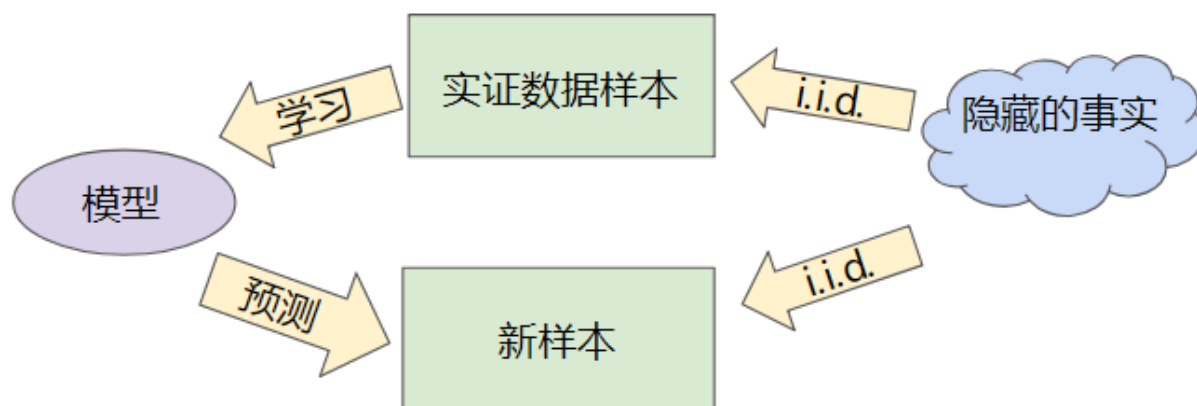 实证数据样本
学习
i.i.d.
隐藏的事实
模型
i.i.d.
预测
新样本